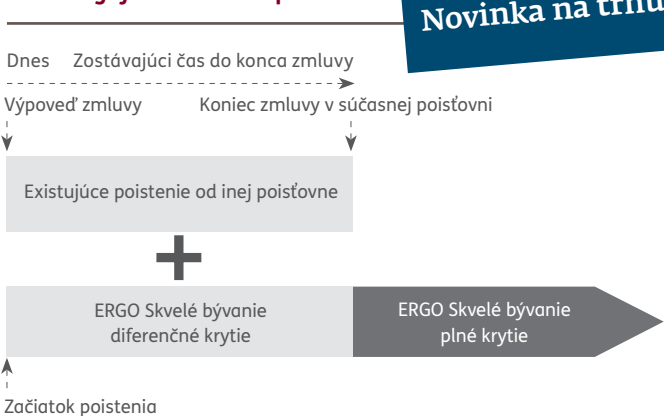 Novinka na trhu
Dnes Zostávajúci čas do konca zmluvy
Výpoveď zmluvy Koniec zmluvy v súčasnej poisťovni
Existujúce poistenie od inej poisťovne
+
ERGO Skvelé bývanie
diferenčné krytie
ERGO Skvelé bývanie
plné krytie
Začiatok poistenia